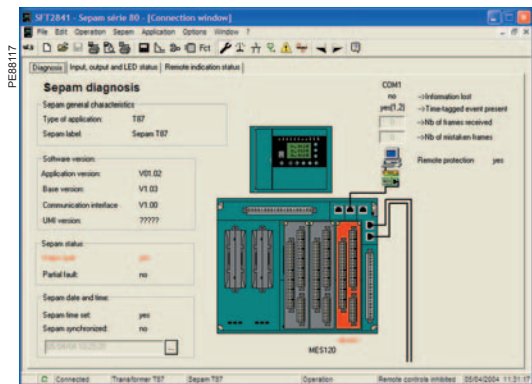 PE88117
SFT2841 - Sepam série 80 - [Connection window]
File Edit Operation Sepam Application Options Window ?
Fct
Diagnosis Input, output and LED status Remote indication status
Sepam diagnosis
Sepam general characteristics
Type of application T87
Sepam label Sepam T87
Software version:
Application version: V01.02
Base version: V1.03
Communication interface V1.00
UMI version: ?????
Sepam status
yes
Partial fault: no
Sepam date and time:
Sepam time set: yes
Sepam synchronized: no
...
MES120
COM1
no ->Information lost
yes(1,2) ->Time-tagged event present
->Nb of frames received
->Nb of mistaken frames
Remote protection yes
Connected Transformer T87 Sepam T87 Operation Remote controls inhibited 05/04/2004 11:31:17